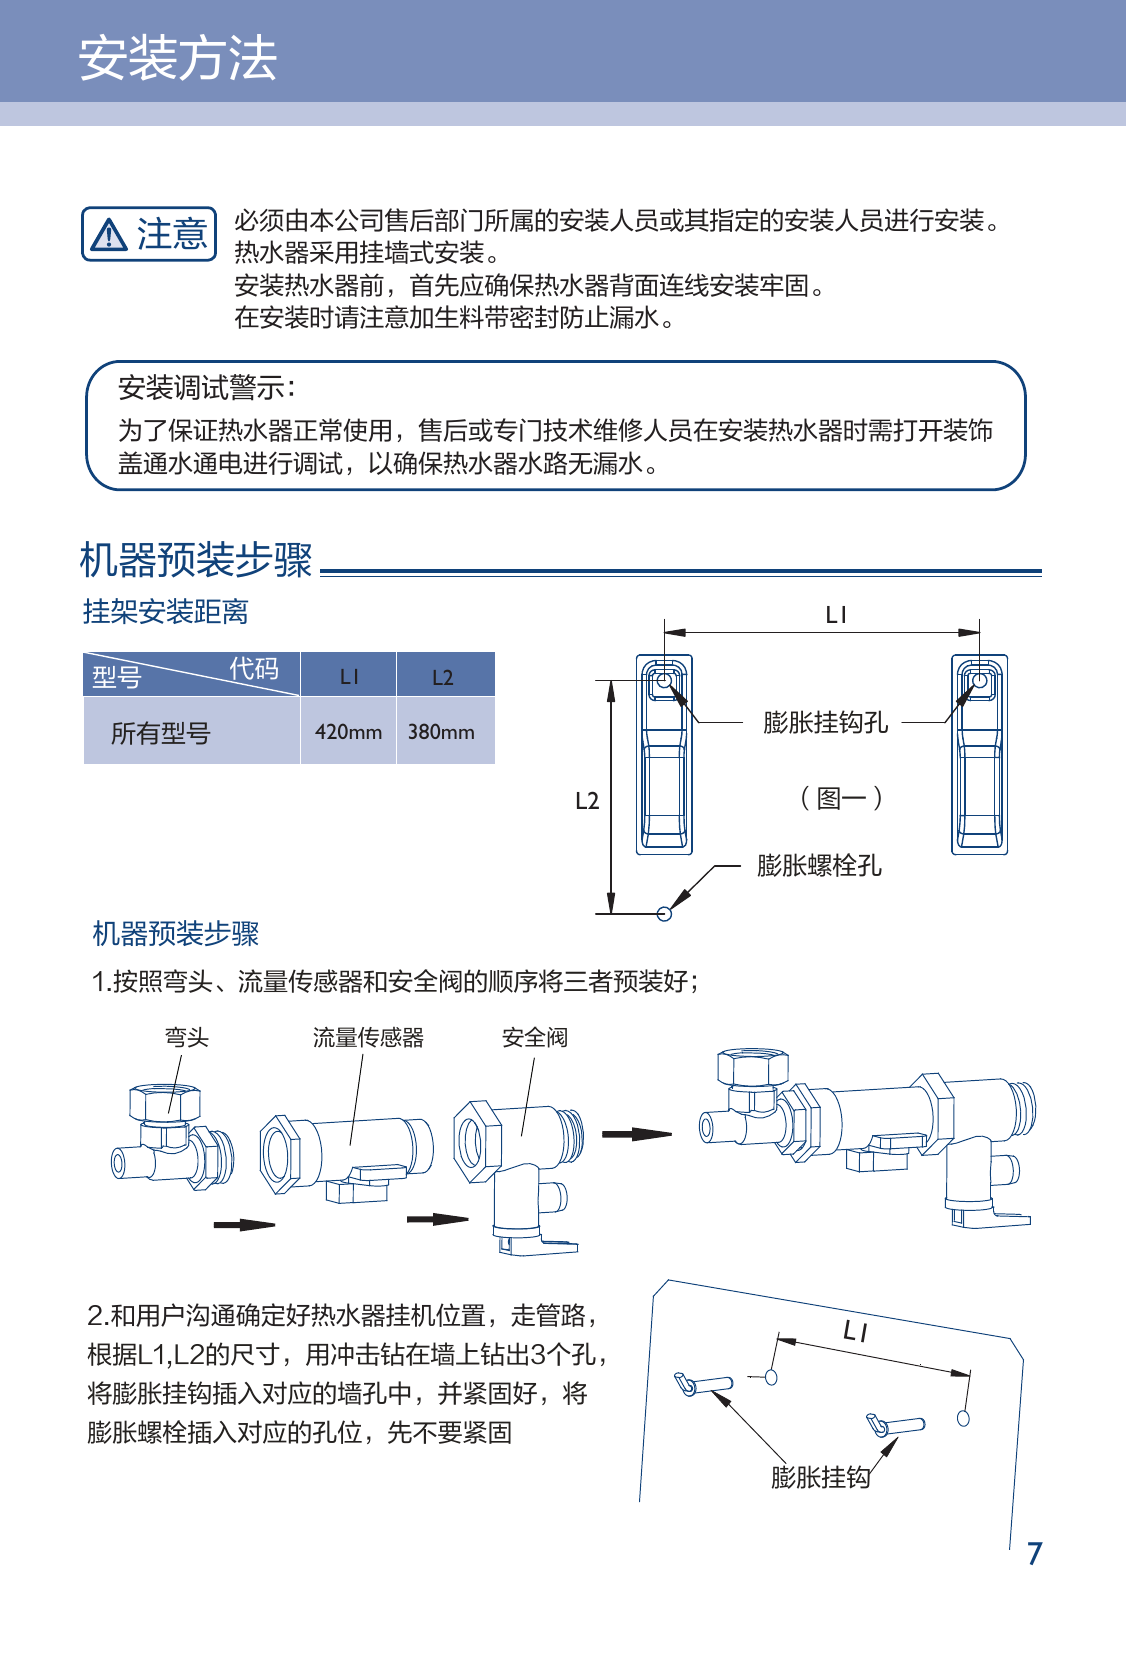 安装方法
注意
必须由本公司售后部门所属的安装人员或其指定的安装人员进行安装。
热水器采用挂墙式安装。
安装热水器前，首先应确保热水器背面连线安装牢固。
在安装时请注意加生料带密封防止漏水。
安装调试警示：
为了保证热水器正常使用，售后或专门技术维修人员在安装热水器时需打开装饰
盖通水通电进行调试，以确保热水器水路无漏水。
机器预装步骤
挂架安装距离
型号 代码 L1 L2
所有型号 420mm 380mm
L1
膨胀挂钩孔
L2
（图一）
膨胀螺栓孔
机器预装步骤
1.按照弯头、流量传感器和安全阀的顺序将三者预装好；
弯头 流量传感器 安全阀
2.和用户沟通确定好热水器挂机位置，走管路，
根据L1,L2的尺寸，用冲击钻在墙上钻出3个孔，
将膨胀挂钩插入对应的墙孔中，并紧固好，将
膨胀螺栓插入对应的孔位，先不要紧固
L1
膨胀挂钩
7